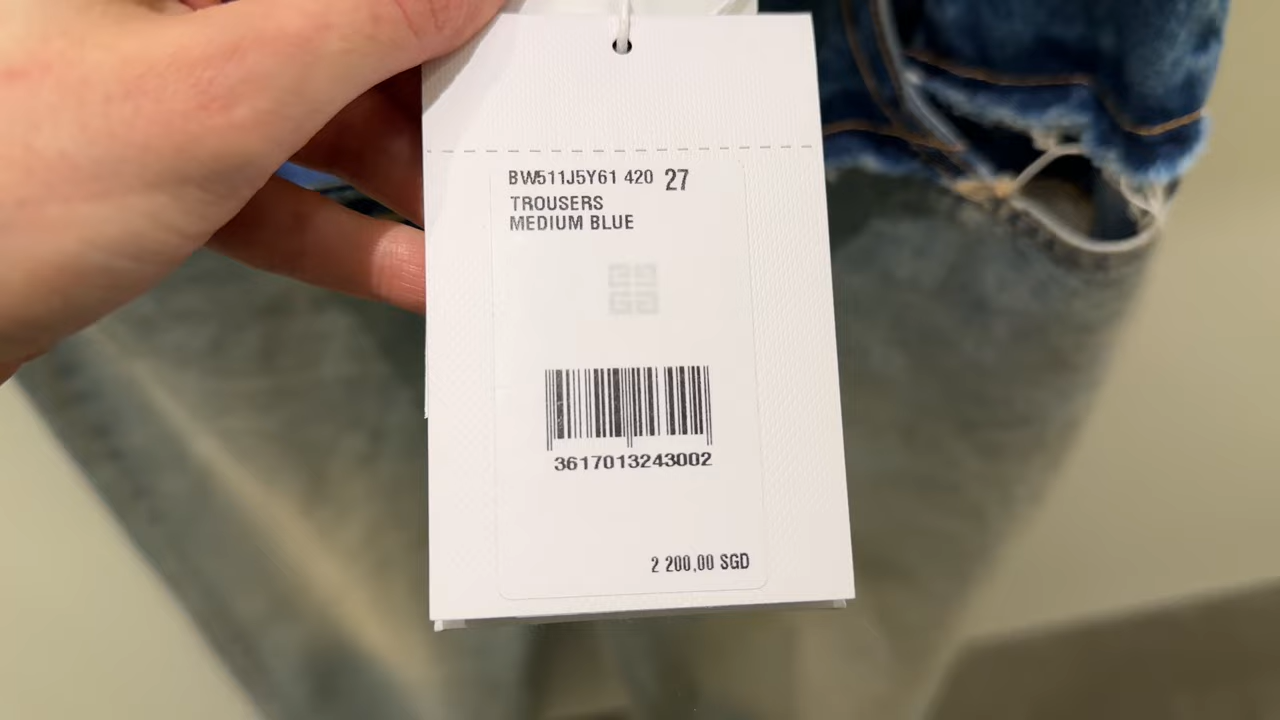 BW511J5Y61 420 27
TROUSERS
MEDIUM BLUE
3617013243002
2 200,00 SGD